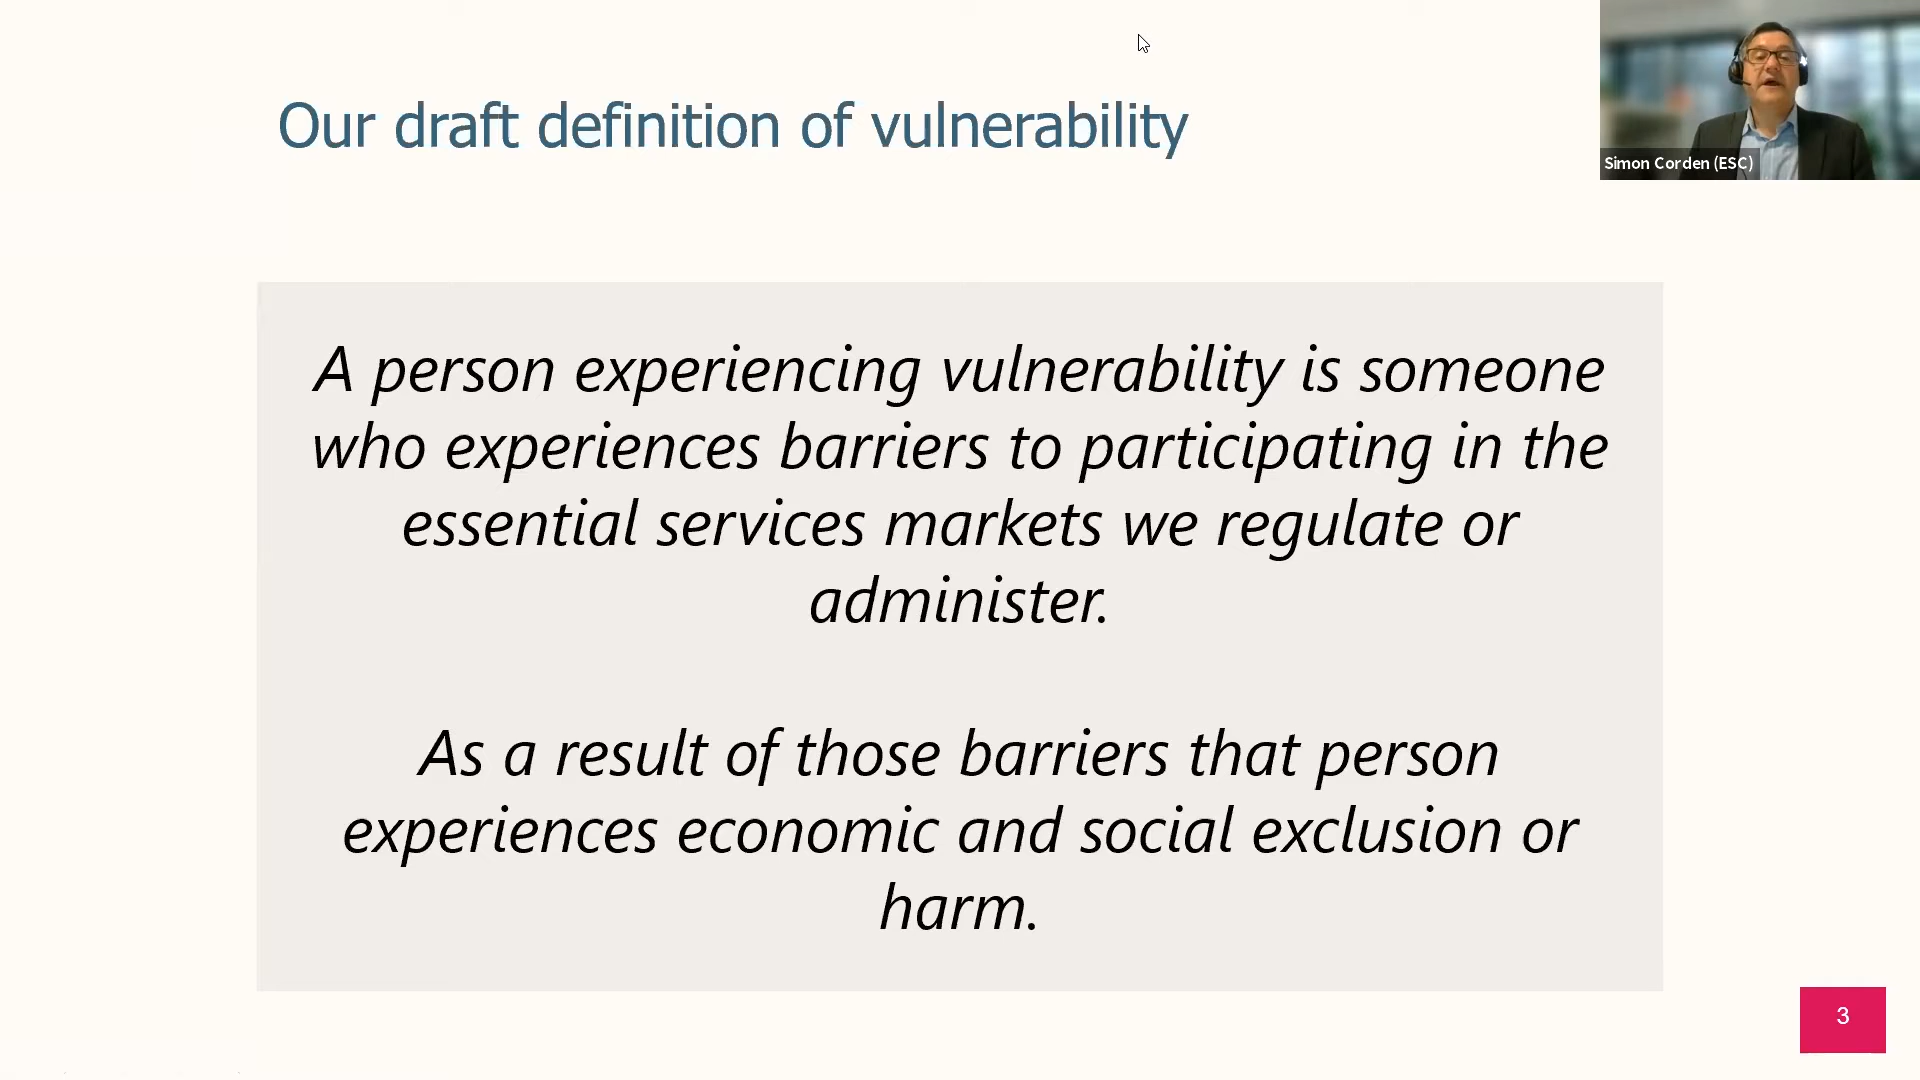 Our draft definition of vulnerability
Simon Corden (ESC)
A person experiencing vulnerability is someone
who experiences barriers to participating in the
essential services markets we regulate or
administer.
As a result of those barriers that person
experiences economic and social exclusion or
harm.
3